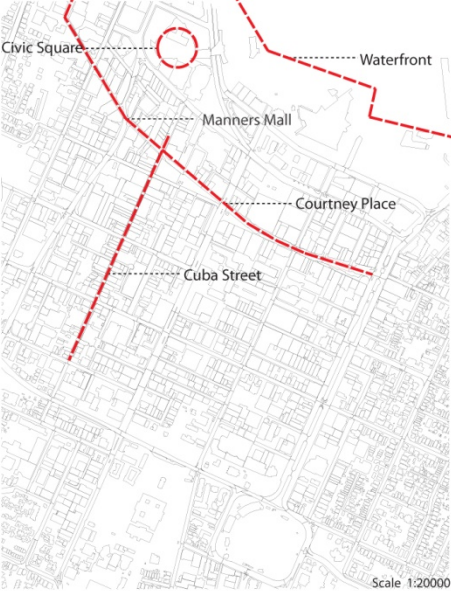 Civic Square
Waterfront
Manners Mall
Courtney Place
Cuba Street
Scale 1:20000